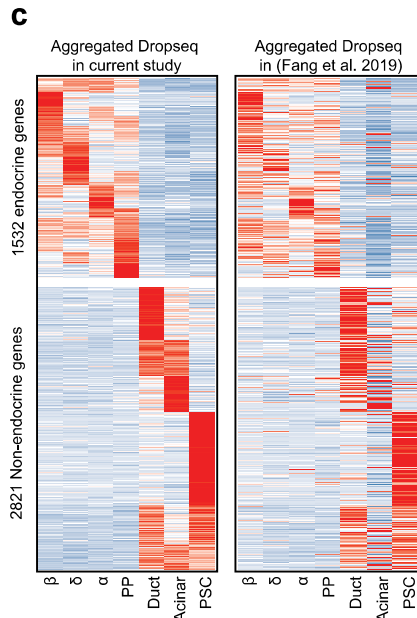 c
Aggregated Dropseq
in current study
Aggregated Dropseq
in (Fang et al. 2019)
1532 endocrine genes
2821 Non-endocrine genes
β δ α PP Duct Acinar PSC
β δ α PP Duct Acinar PSC